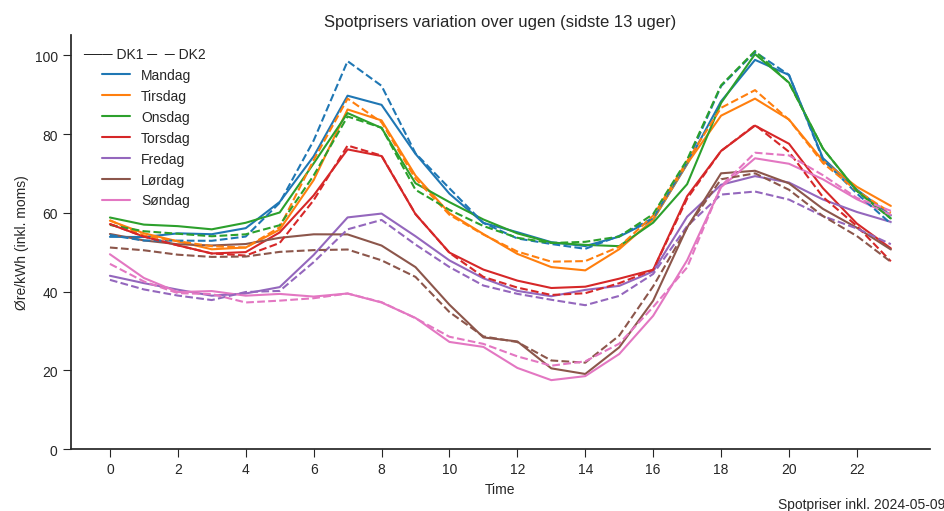 Spotprisers variation over ugen (sidste 13 uger)
DK1 DK2
Mandag
Tirsdag
Onsdag
Torsdag
Fredag
Lørdag
Søndag
Øre/kWh (inkl. moms)
100
80
60
40
20
0
0 2 4 6 8 10 12 14 16 18 20 22
Time
Spotpriser inkl. 2024-05-09